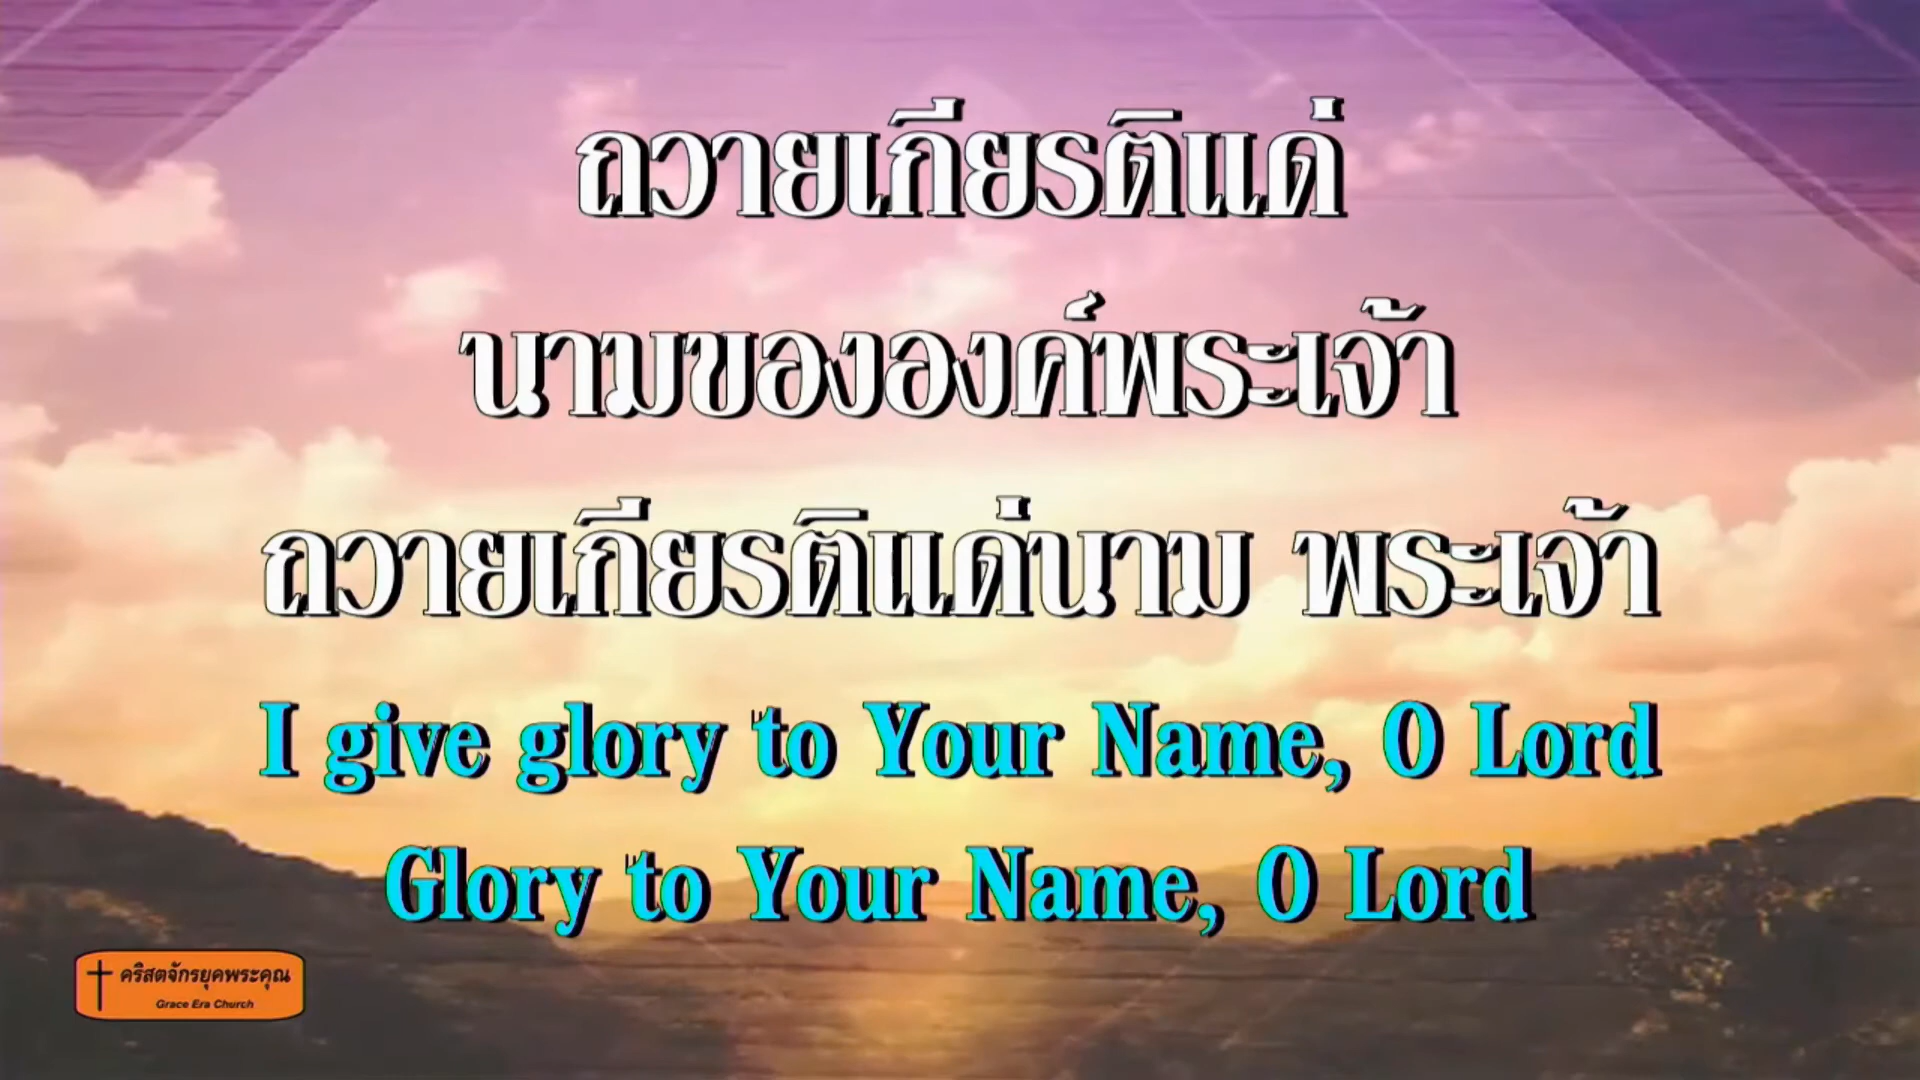 ถวายเกียรติแด่
นามขององค์พระเจ้า
ถวายเกียรติแด่นาม พระเจ้า
I give glory to Your Name, O Lord
Glory to Your Name, O Lord
คริสตจักรยุคพระคุณ
Grace Era Church